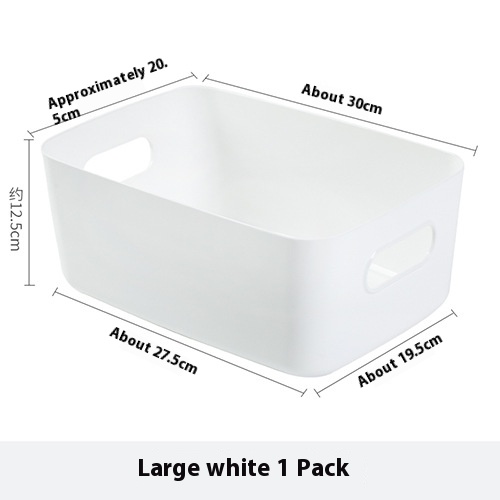 Approximately 20.
5cm
About 30cm
约12.5cm
About 27.5cm
About 19.5cm
Large white 1 Pack